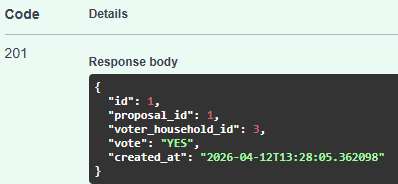 Code Details
201
Response body
{
  "id": 1,
  "proposal_id": 1,
  "voter_household_id": 3,
  "vote": "YES",
  "created_at": "2026-04-12T13:28:05.362098"
}